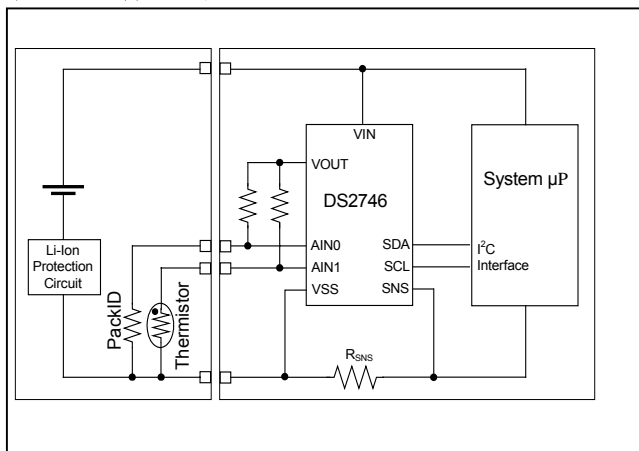 VIN
VOUT
DS2746
System µP
AIN0
SDA
I²C
Interface
AIN1
SCL
VSS
SNS
Li-Ion
Protection
Circuit
PackID
Thermistor
RSNS